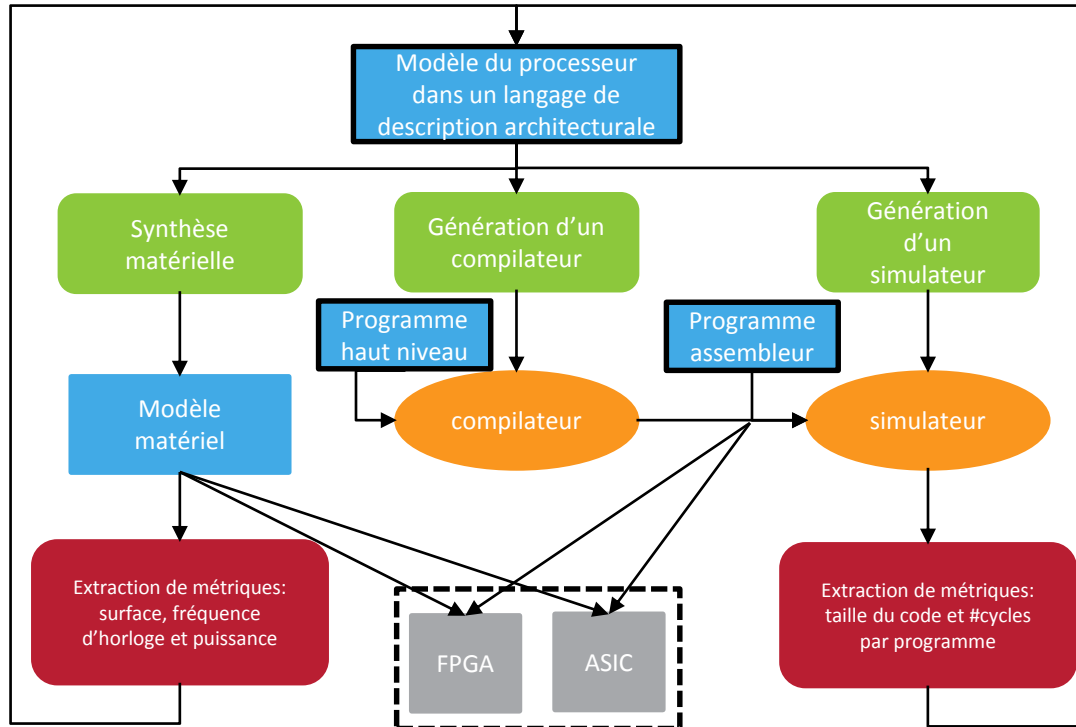 Modèle du processeur
dans un langage de
description architecturale
Synthèse
matérielle
Génération d’un
compilateur
Génération
d’un
simulateur
Programme
haut niveau
Programme
assembleur
Modèle
matériel
compilateur
simulateur
Extraction de métriques:
surface, fréquence
d’horloge et puissance
FPGA
ASIC
Extraction de métriques:
taille du code et #cycles
par programme